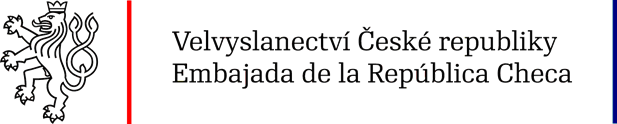 Velvyslanectví České republiky
Embajada de la República Checa